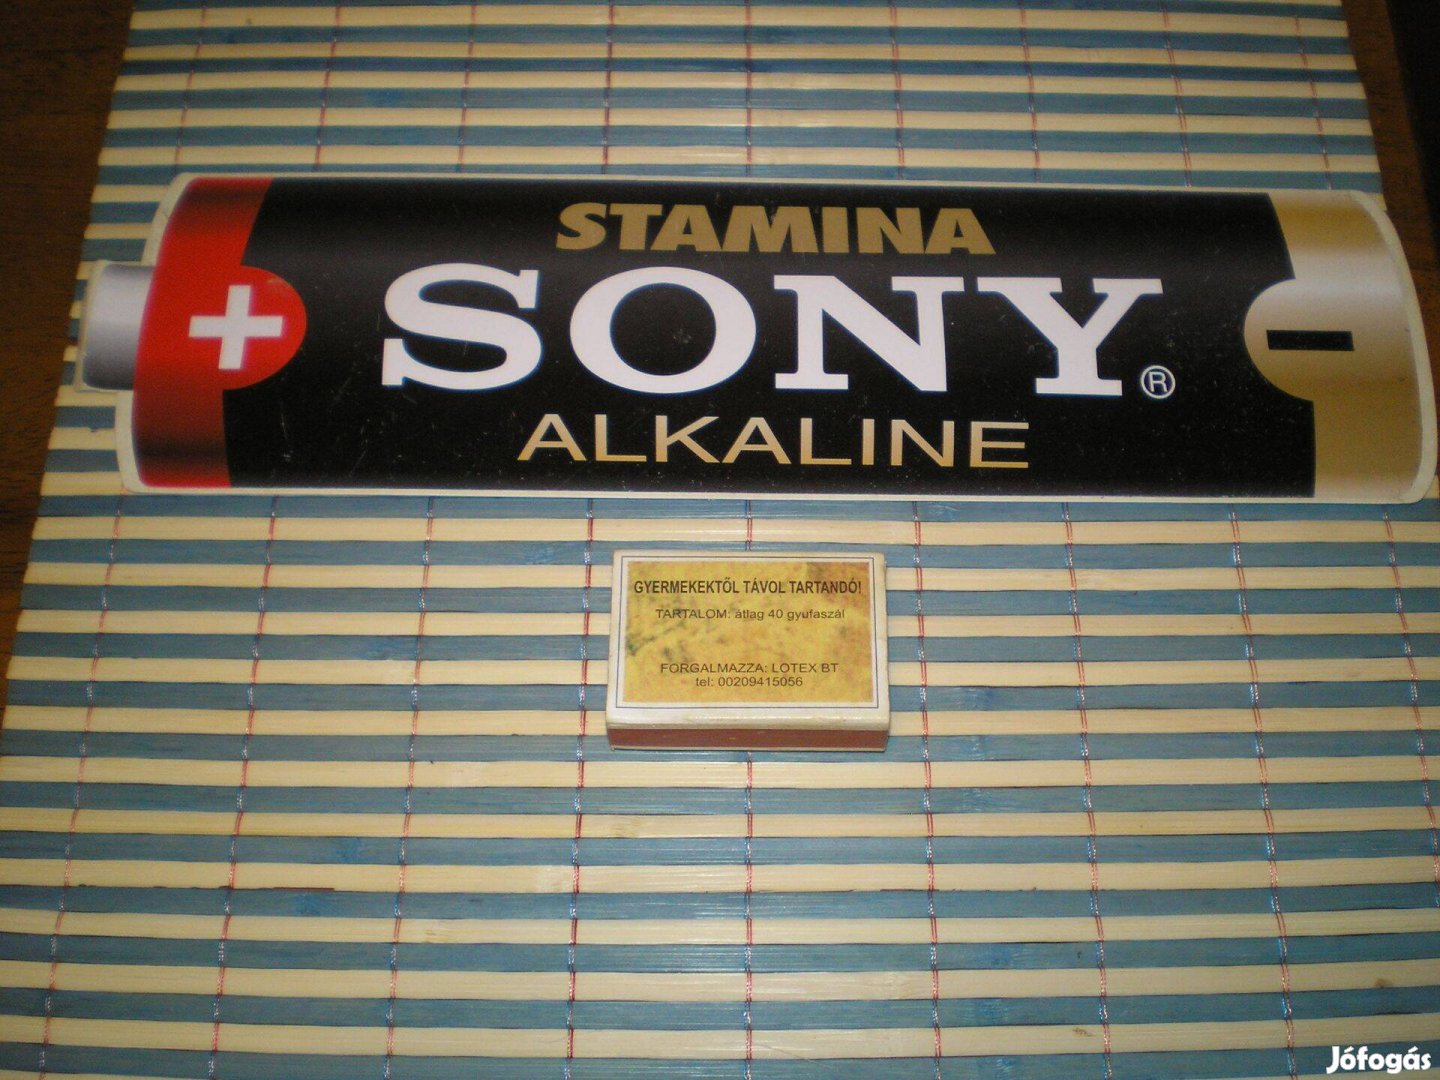 STAMINA
+ SONY® -
ALKALINE
GYERMEKEKTŐL TÁVOL TARTANDÓ!
TARTALOM: átlag 40 gyufaszál
FORGALMAZZA: LOTEX BT
tel: 00209415056
Jófogás